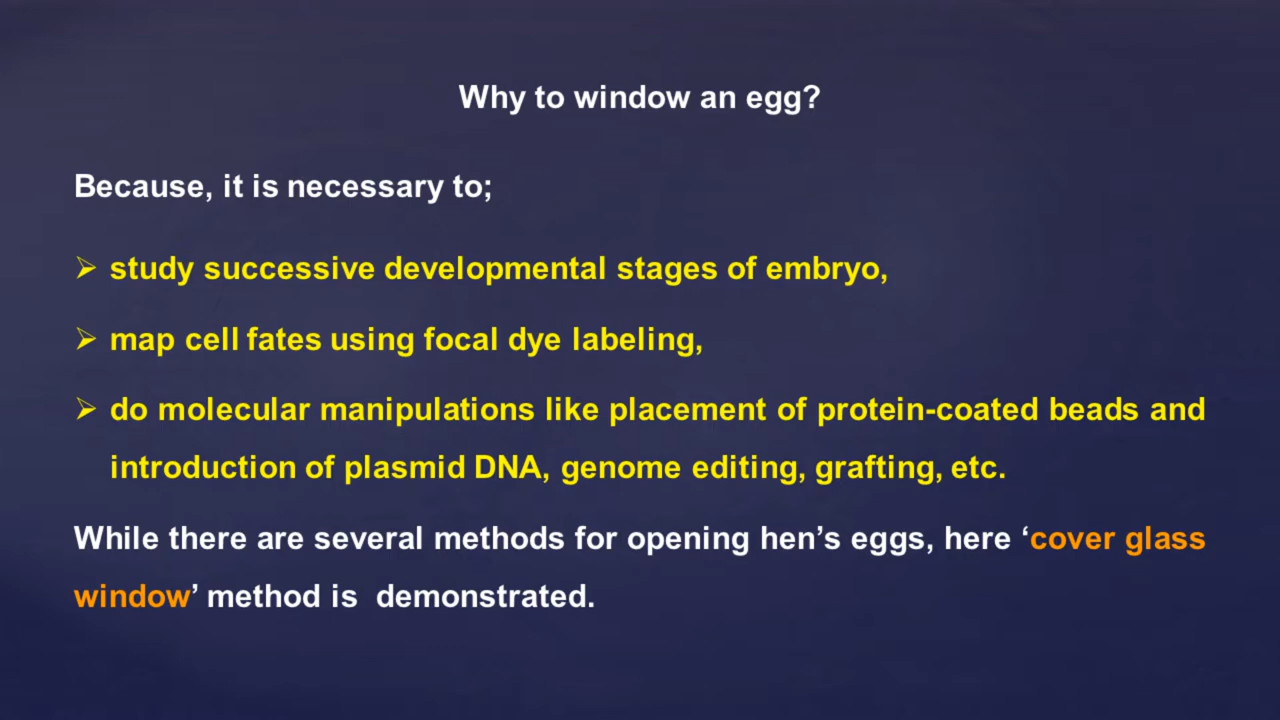 Why to window an egg?
Because, it is necessary to;
➢ study successive developmental stages of embryo,
➢ map cell fates using focal dye labeling,
➢ do molecular manipulations like placement of protein-coated beads and
introduction of plasmid DNA, genome editing, grafting, etc.
While there are several methods for opening hen’s eggs, here ‘cover glass
window’ method is  demonstrated.